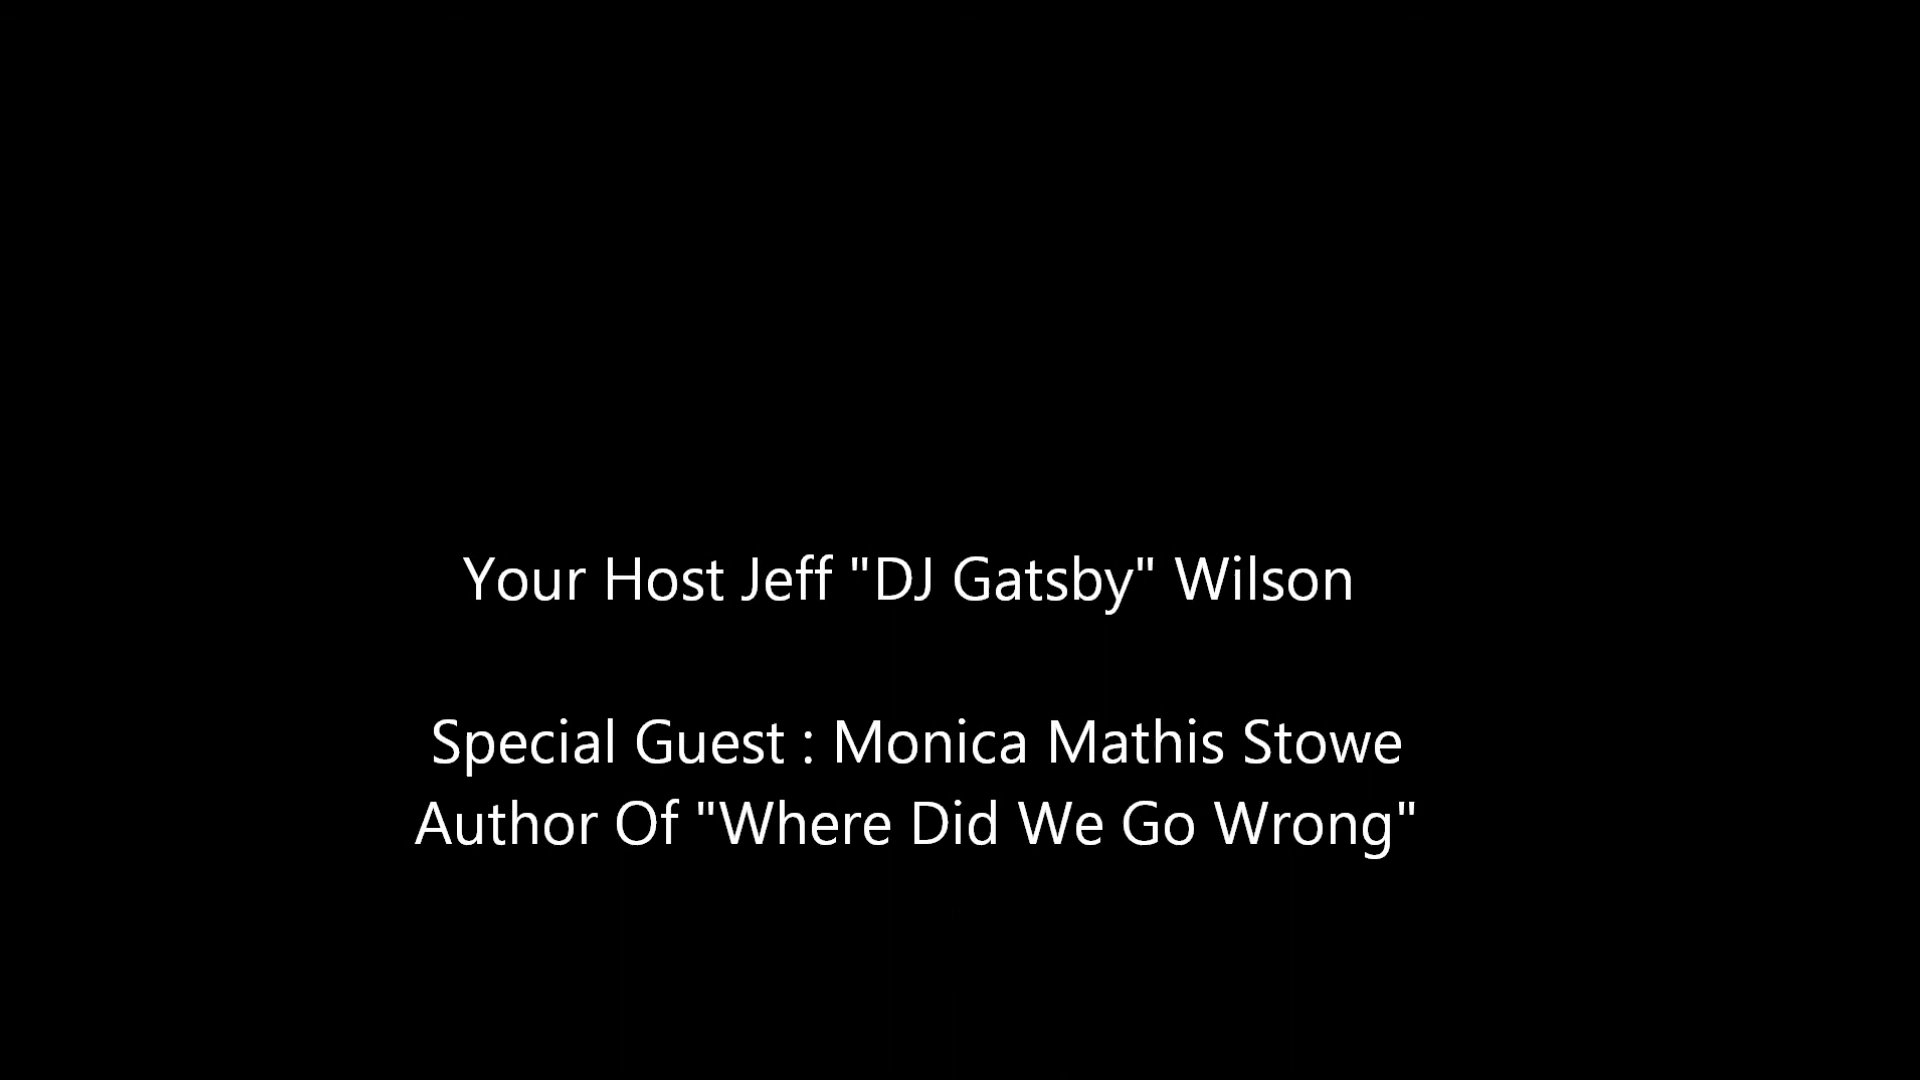 Your Host Jeff "DJ Gatsby" Wilson
Special Guest : Monica Mathis Stowe
Author Of "Where Did We Go Wrong"